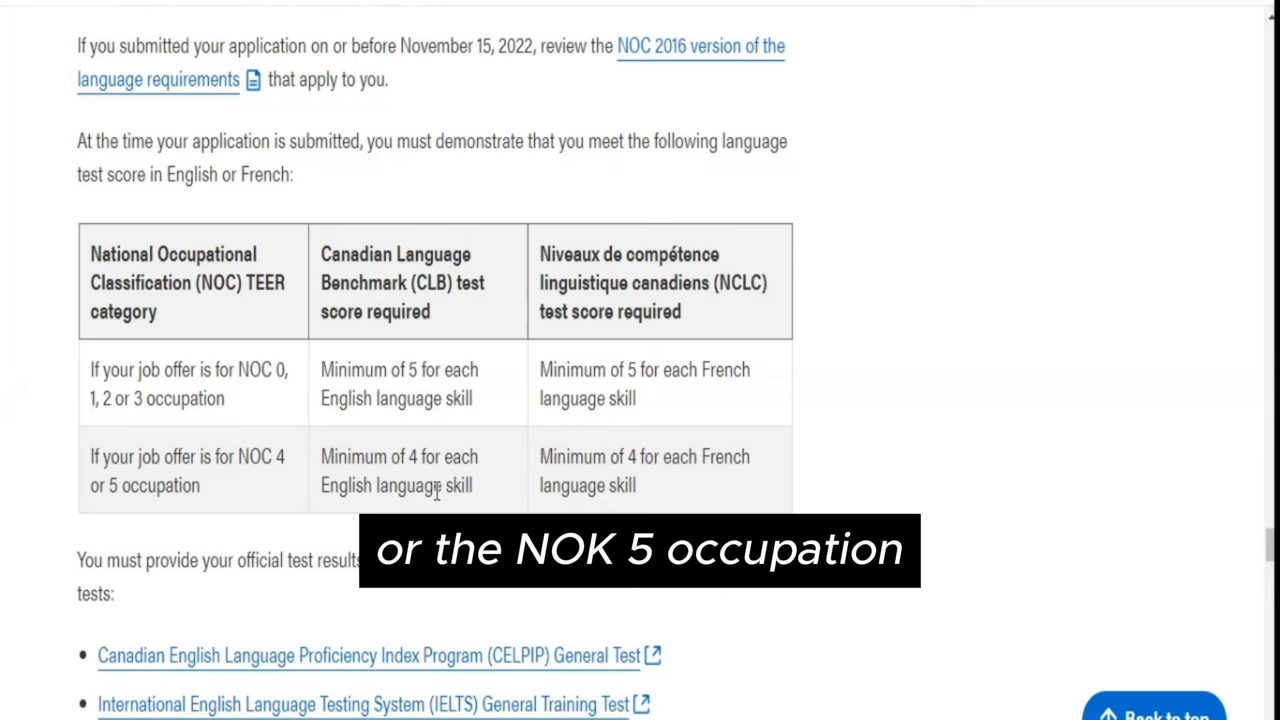 If you submitted your application on or before November 15, 2022, review the NOC 2016 version of the
language requirements that apply to you.
At the time your application is submitted, you must demonstrate that you meet the following language
test score in English or French:
National Occupational
Classification (NOC) TEER
category
Canadian Language
Benchmark (CLB) test
score required
Niveaux de compétence
linguistique canadiens (NCLC)
test score required
If your job offer is for NOC 0,
1, 2 or 3 occupation
Minimum of 5 for each
English language skill
Minimum of 5 for each French
language skill
If your job offer is for NOC 4
or 5 occupation
Minimum of 4 for each
English language skill
Minimum of 4 for each French
language skill
or the NOK 5 occupation
You must provide your official test results
tests:
• Canadian English Language Proficiency Index Program (CELPIP) General Test
• International English Language Testing System (IELTS) General Training Test
Back to top